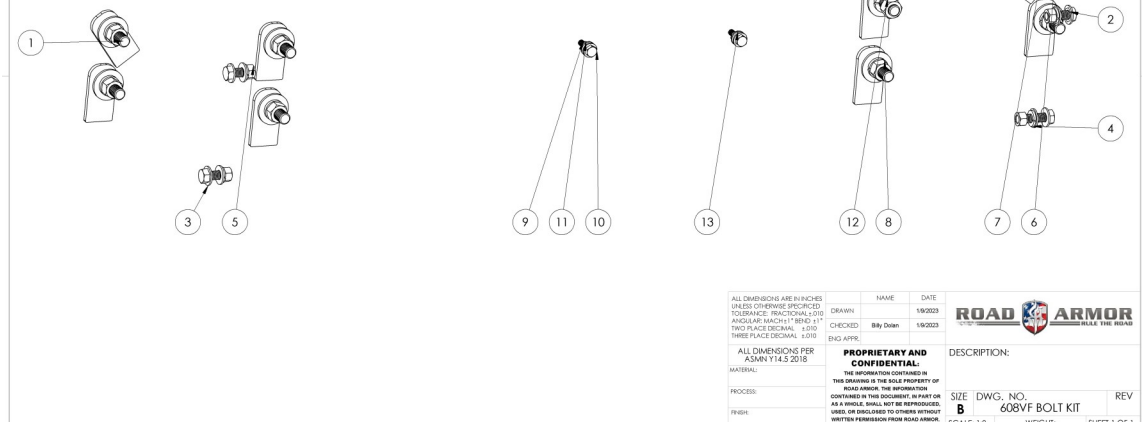 1
2
4
3
5
9
11
10
13
12
8
7
6
ALL DIMENSIONS ARE IN INCHES
UNLESS OTHERWISE SPECIFICED
TOLERANCE: FRACTIONAL±.010
ANGULAR: MACH±1° BEND ±1°
TWO PLACE DECIMAL ±.010
THREE PLACE DECIMAL ±.010
NAME DATE
DRAWN 1/9/2023
CHECKED Billy Dolan 1/9/2023
ENG APPR.
ROAD ARMOR
RULE THE ROAD
ALL DIMENSIONS PER
ASMN Y14.5 2018
MATERIAL:
PROCESS:
FINISH:
PROPRIETARY AND
CONFIDENTIAL:
THE INFORMATION CONTAINED IN
THIS DRAWING IS THE SOLE PROPERTY OF
ROAD ARMOR. THE INFORMATION
CONTAINED IN THIS DOCUMENT, IN PART OR
AS A WHOLE, SHALL NOT BE REPRODUCED,
USED, OR DISCLOSED TO OTHERS WITHOUT
WRITTEN PERMISSION FROM ROAD ARMOR.
DESCRIPTION:
SIZE DWG. NO. REV
B 608VF BOLT KIT
WEIGHT: SHEET 1 OF 1